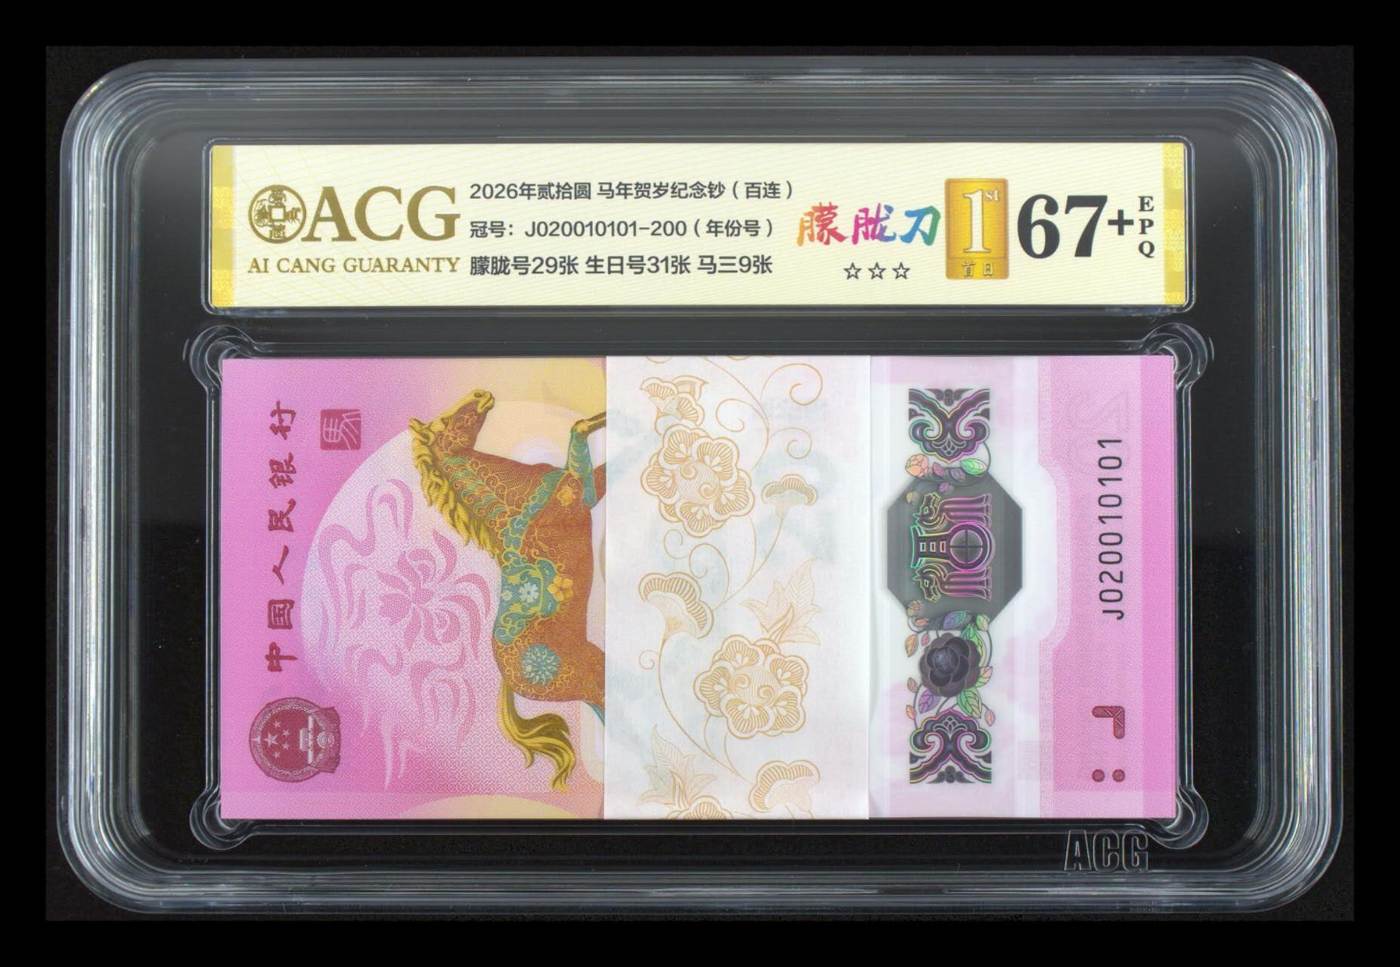 ACG
AI CANG GUARANTY
2026年贰拾圆 马年贺岁纪念钞（百连）
冠号：J020010101-200（年份号）
朦胧号29张 生日号31张 马三9张
朦胧刀
☆☆☆
1st
首日
67+
EPQ
中国人民银行
J020010101
ACG